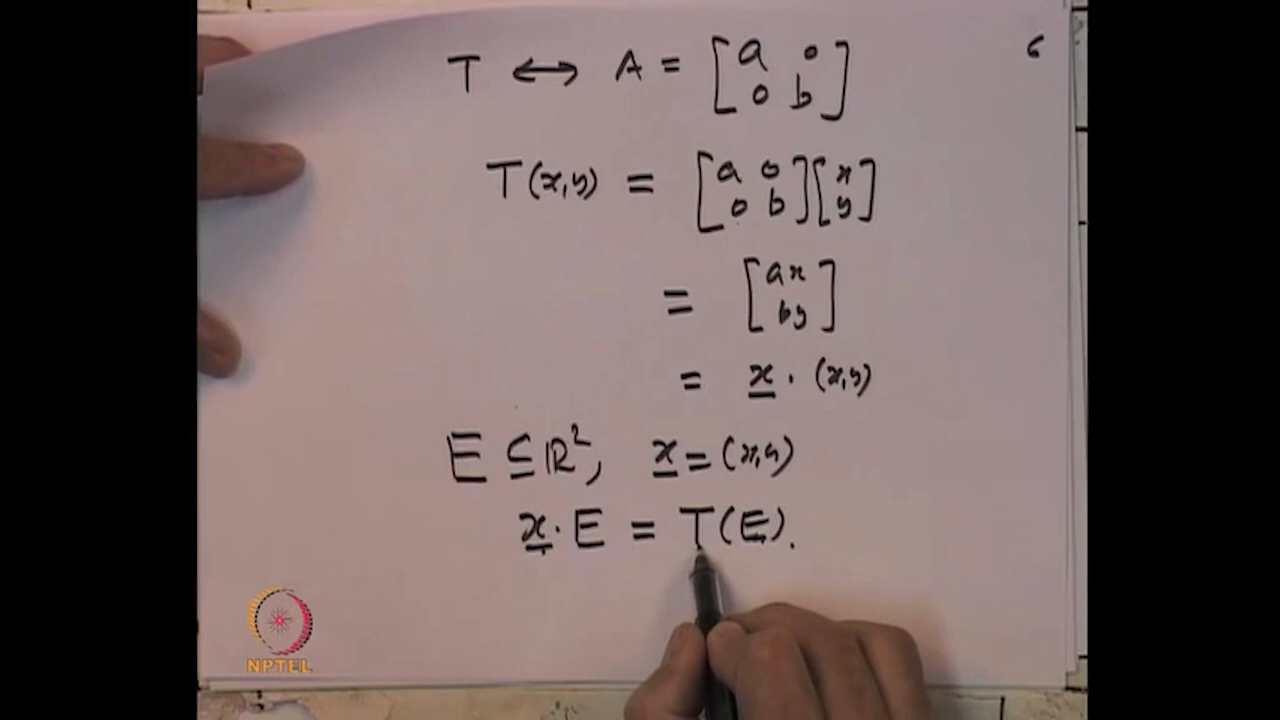 6
T ↔ A = [a 0; 0 b]
T(x,y) = [a 0; 0 b][x; y]
= [ax; by]
= x̲ · (x,y)
E ⊆ ℝ², x̲ = (x,y)
x̲ · E = T(E).
NPTEL